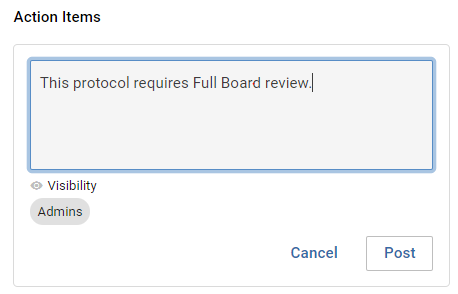 Action Items
This protocol requires Full Board review.
Visibility
Admins
Cancel Post